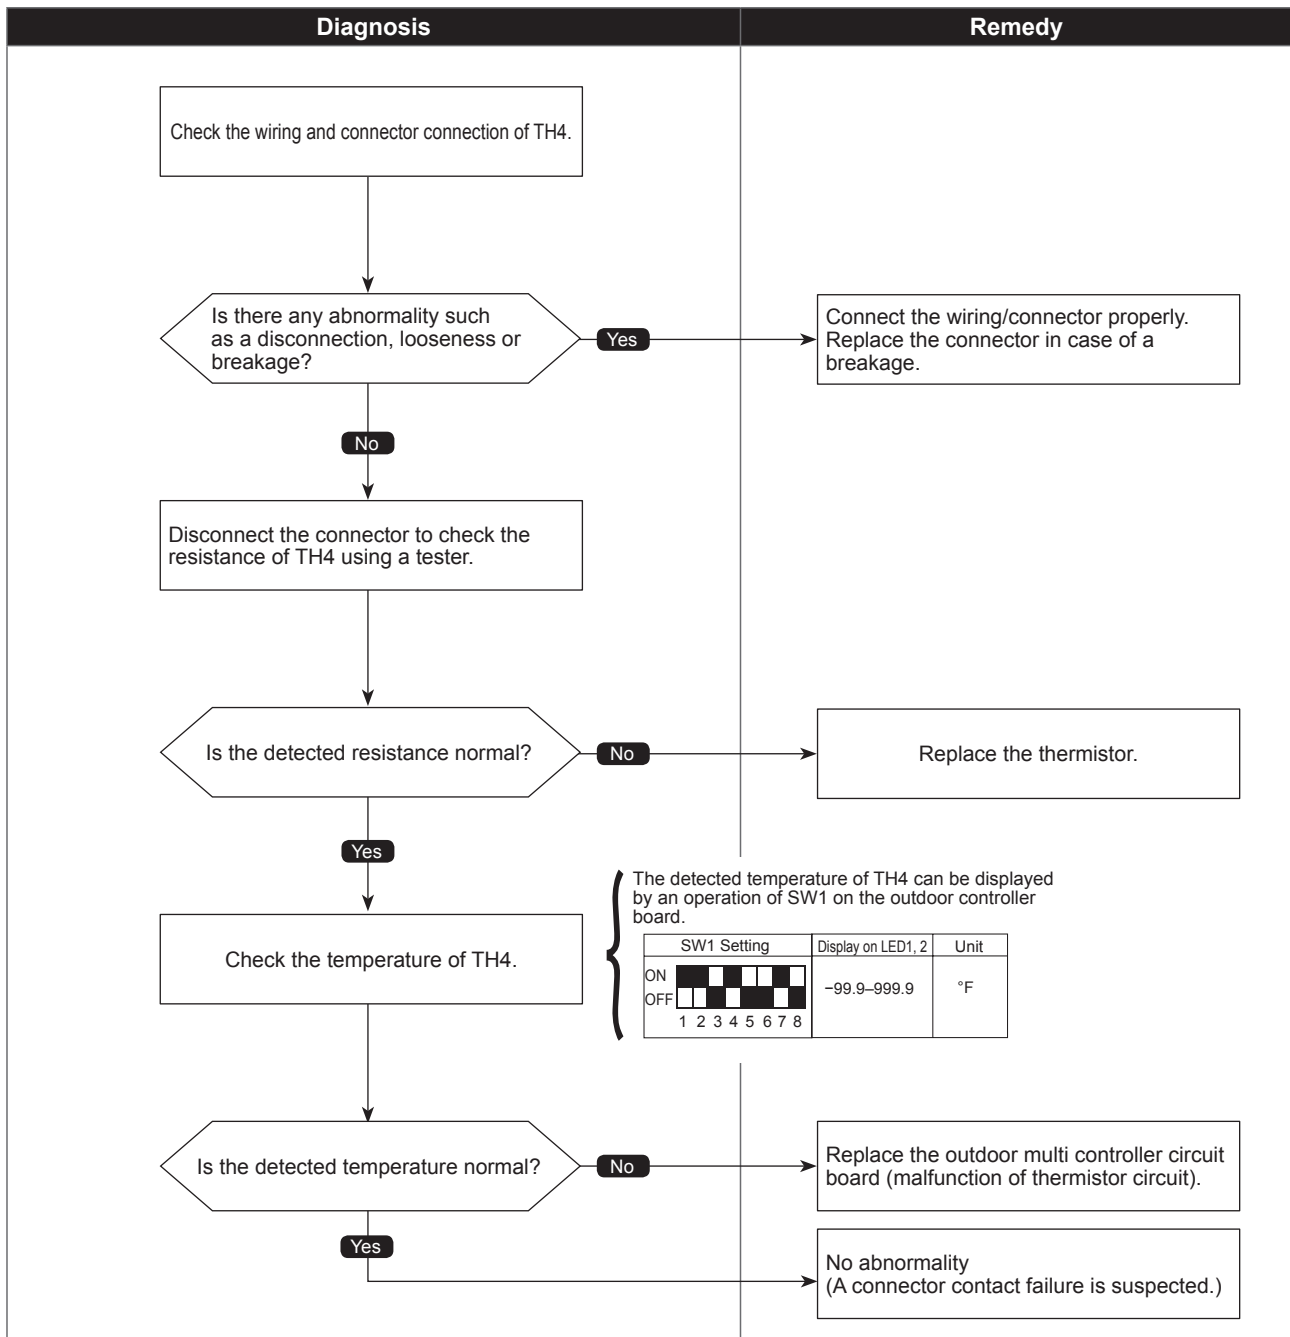 Diagnosis
Remedy
Check the wiring and connector connection of TH4.
Is there any abnormality such
as a disconnection, looseness or
breakage?
Yes
Connect the wiring/connector properly.
Replace the connector in case of a
breakage.
No
Disconnect the connector to check the
resistance of TH4 using a tester.
Is the detected resistance normal?
No
Replace the thermistor.
Yes
Check the temperature of TH4.
The detected temperature of TH4 can be displayed
by an operation of SW1 on the outdoor controller
board.
SW1 Setting
Display on LED1, 2
Unit
ON
OFF
1 2 3 4 5 6 7 8
−99.9–999.9
°F
Is the detected temperature normal?
No
Replace the outdoor multi controller circuit
board (malfunction of thermistor circuit).
Yes
No abnormality
(A connector contact failure is suspected.)